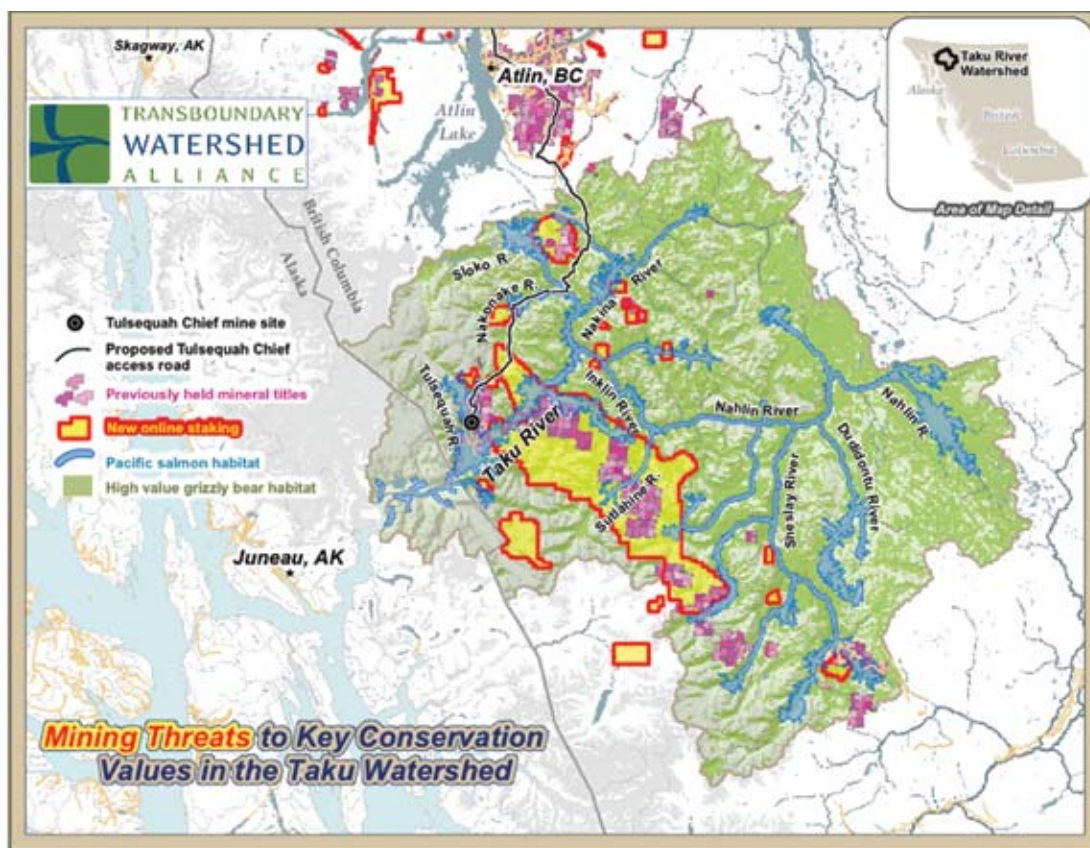 Skagway, AK
Atlin, BC
Taku River
Watershed
Alaska
British
Columbia
Area of Map Detail
TRANSBOUNDARY
WATERSHED
ALLIANCE
Atlin
Lake
British Columbia
Alaska
Sloko R.
Nakonake R.
Nakina River
Tulsequah R.
Inklin River
Taku River
Nahlin River
Nahlin R.
Sutlahine R.
Sheslay River
Dudidontu River
Tulsequah Chief mine site
Proposed Tulsequah Chief
access road
Previously held mineral titles
New online staking
Pacific salmon habitat
High value grizzly bear habitat
Juneau, AK
Mining Threats to Key Conservation
Values in the Taku Watershed